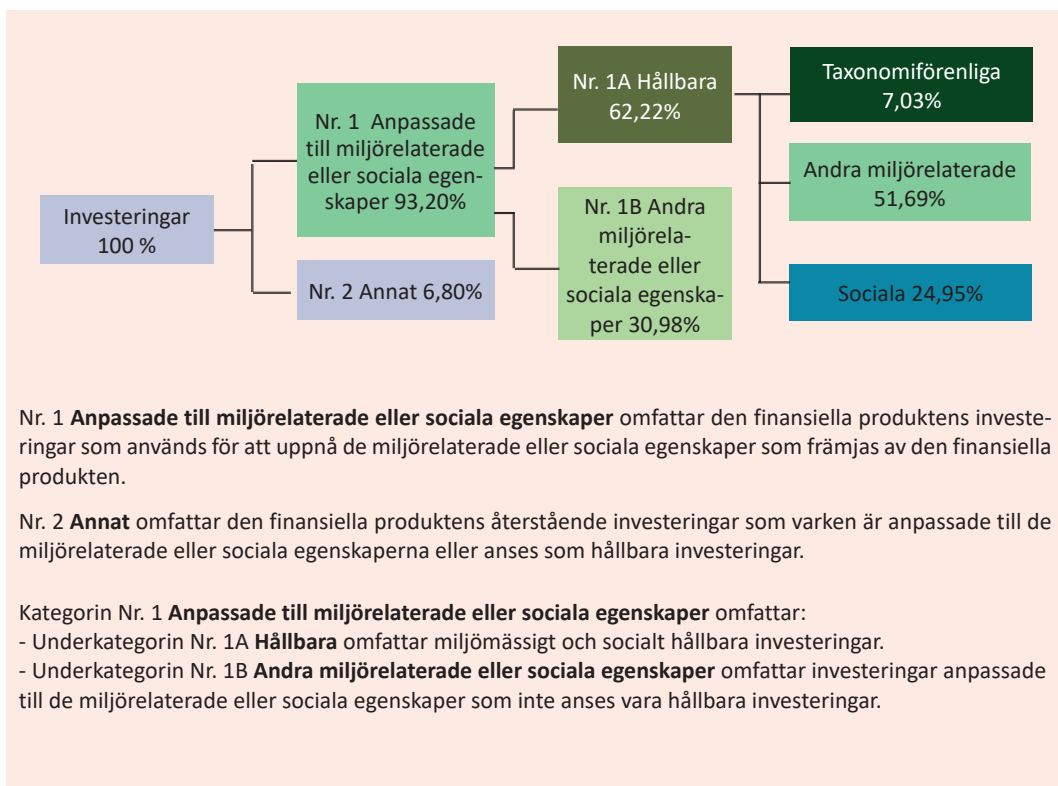 Investeringar
100 %
Nr. 1 Anpassade
till miljörelaterade
eller sociala egen-
skaper 93,20%
Nr. 2 Annat 6,80%
Nr. 1A Hållbara
62,22%
Nr. 1B Andra
miljörela-
terade eller
sociala egenska-
per 30,98%
Taxonomiförenliga
7,03%
Andra miljörelaterade
51,69%
Sociala 24,95%
Nr. 1 Anpassade till miljörelaterade eller sociala egenskaper omfattar den finansiella produktens investe-
ringar som används för att uppnå de miljörelaterade eller sociala egenskaper som främjas av den finansiella
produkten.
Nr. 2 Annat omfattar den finansiella produktens återstående investeringar som varken är anpassade till de
miljörelaterade eller sociala egenskaperna eller anses som hållbara investeringar.
Kategorin Nr. 1 Anpassade till miljörelaterade eller sociala egenskaper omfattar:
- Underkategorin Nr. 1A Hållbara omfattar miljömässigt och socialt hållbara investeringar.
- Underkategorin Nr. 1B Andra miljörelaterade eller sociala egenskaper omfattar investeringar anpassade
till de miljörelaterade eller sociala egenskaper som inte anses vara hållbara investeringar.